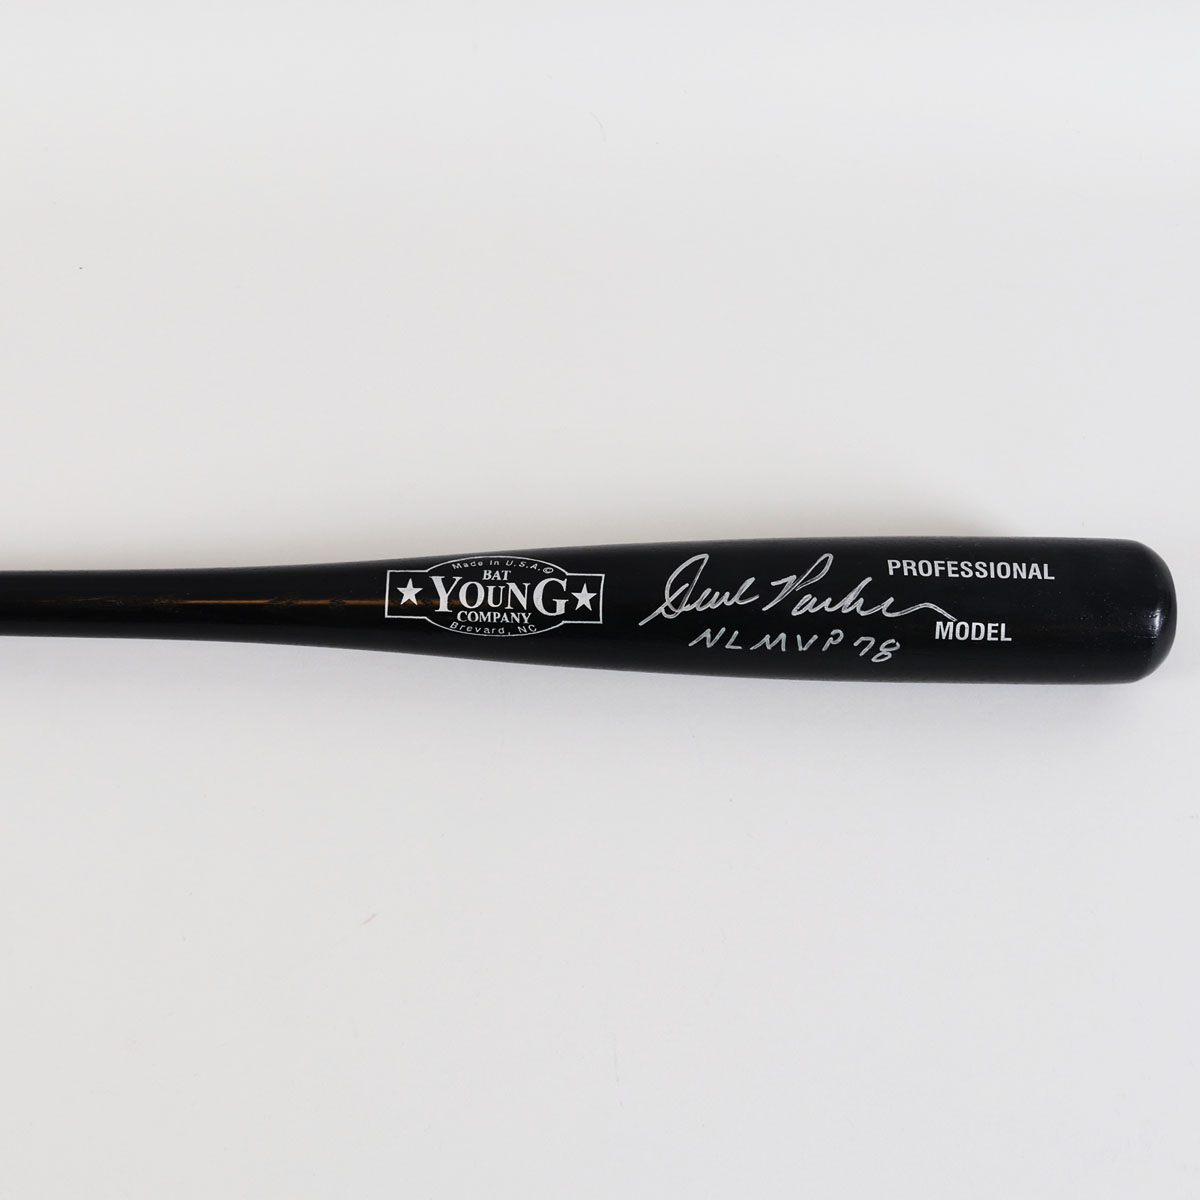 Made in U.S.A. ©
BAT
★ YOUNG ★
COMPANY
Brevard, NC
Dave Parker
NL MVP 78
PROFESSIONAL
MODEL